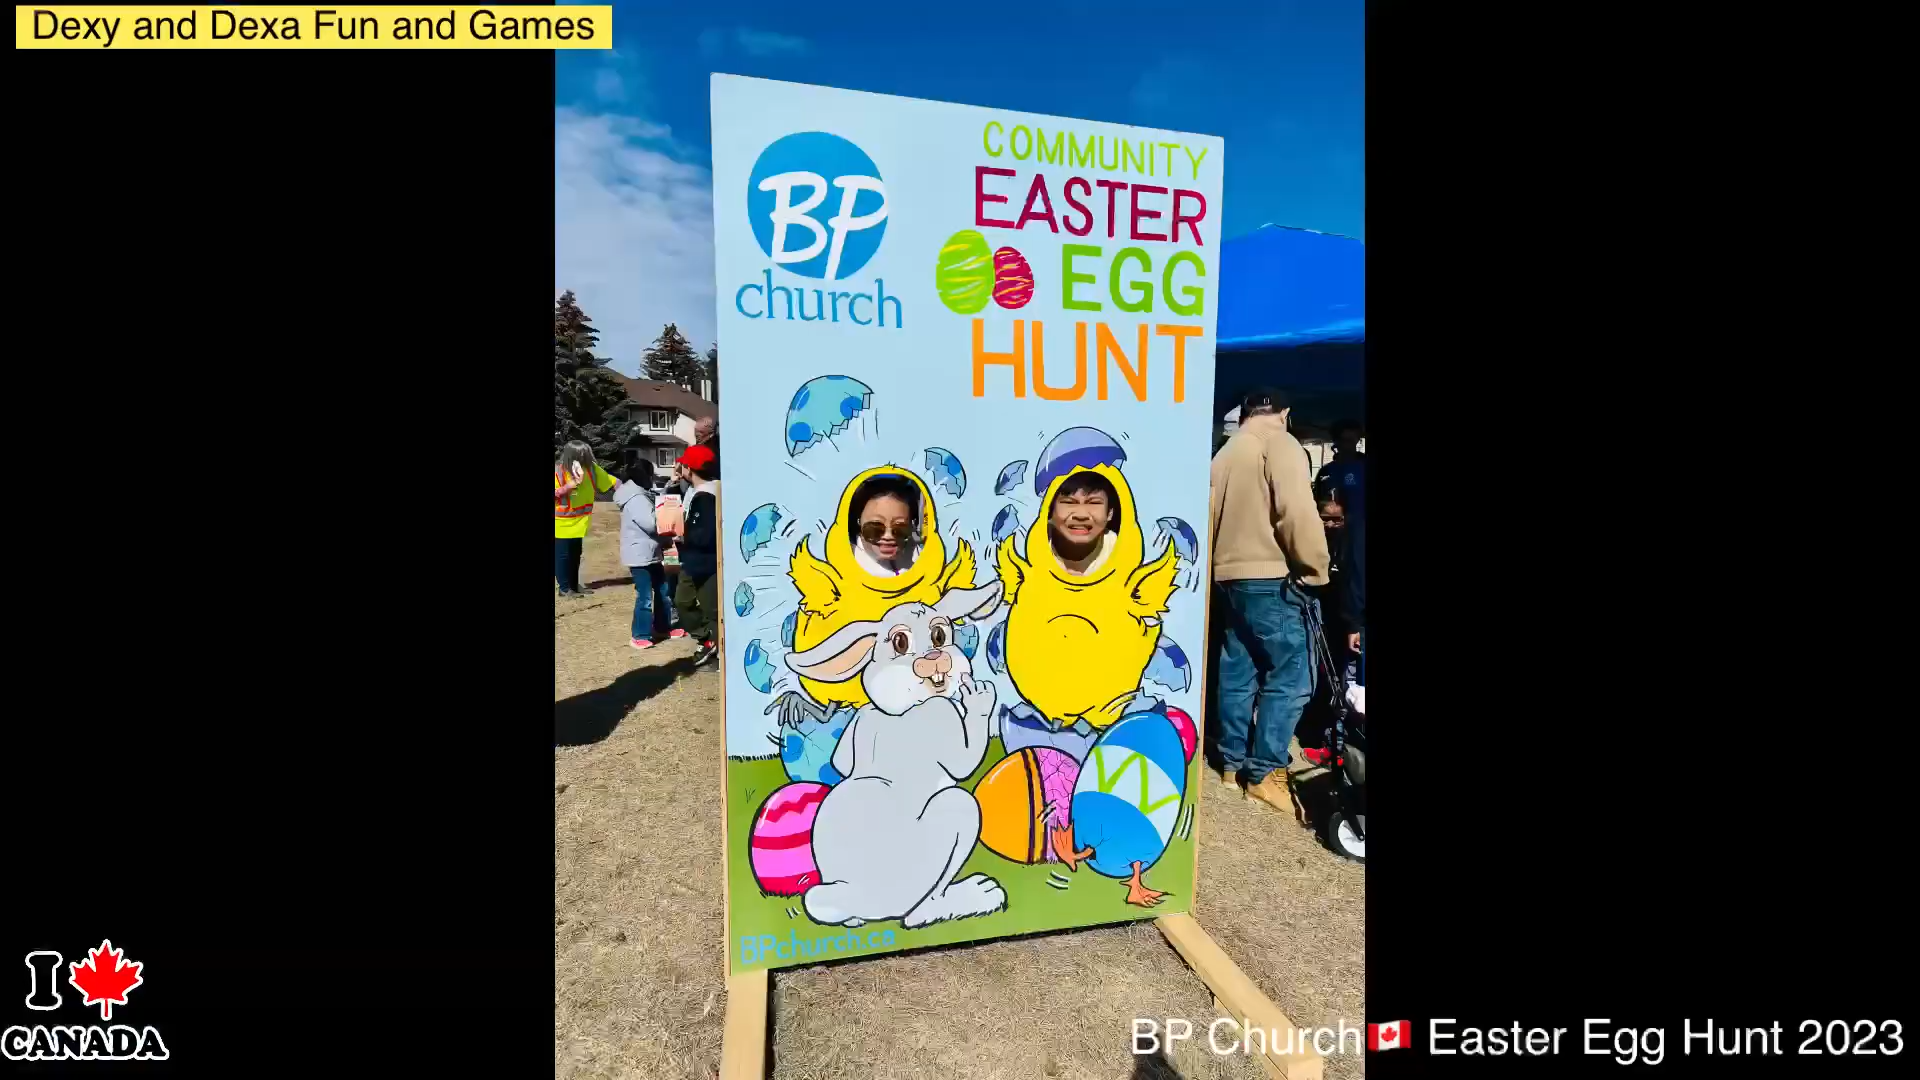 Dexy and Dexa Fun and Games
BP
church
COMMUNITY
EASTER
EGG
HUNT
BPchurch.ca
I
CANADA
BP Church🇨🇦 Easter Egg Hunt 2023